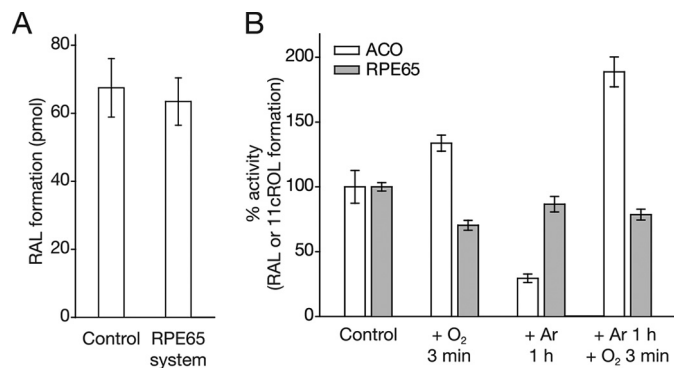 A
RAL formation (pmol)
80
60
40
20
0
Control
RPE65
system
B
% activity
(RAL or 11cROL formation)
200
150
100
50
0
ACO
RPE65
Control
+ O₂
3 min
+ Ar
1 h
+ Ar 1 h
+ O₂ 3 min